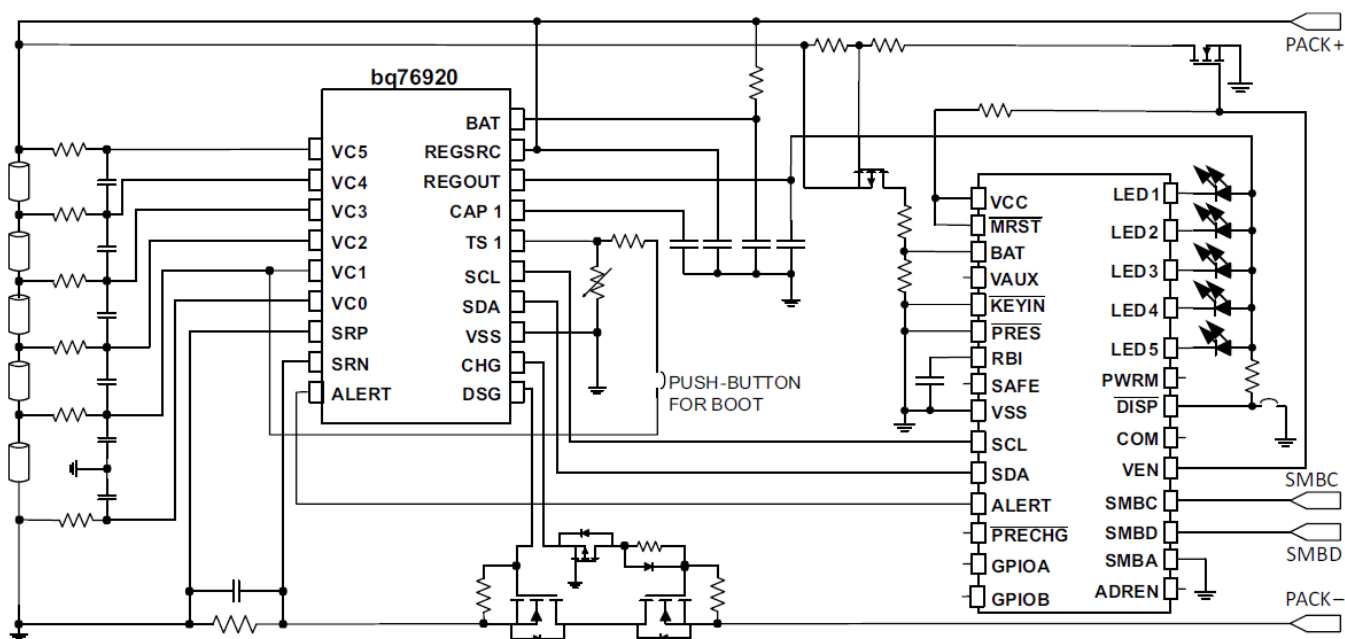 PACK+
bq76920
BAT
REGSRC
REGOUT
CAP 1
TS 1
SCL
SDA
VSS
CHG
DSG
VC5
VC4
VC3
VC2
VC1
VC0
SRP
SRN
ALERT
PUSH-BUTTON
FOR BOOT
VCC
MRST
BAT
VAUX
KEYIN
PRES
RBI
SAFE
VSS
SCL
SDA
ALERT
PRECHG
GPIOA
GPIOB
LED1
LED2
LED3
LED4
LED5
PWRM
DISP
COM
VEN
SMBC
SMBD
SMBA
ADREN
SMBC
SMBD
PACK–